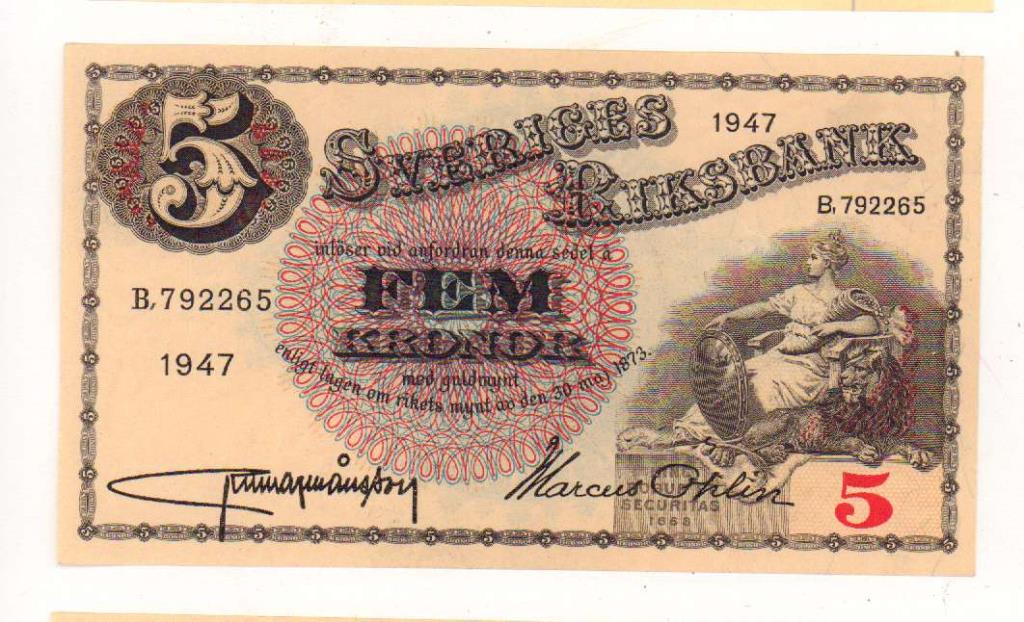 5
SVERIGES
1947
RIKSBANK
B,792265
inlöser vid anfordran denna sedel å
FEM
B,792265
KRONOR
1947
med guldmynt
enligt lagen om rikets mynt av den 30 maj 1873.
Marcus Ohlin
SECURITAS
1668
5